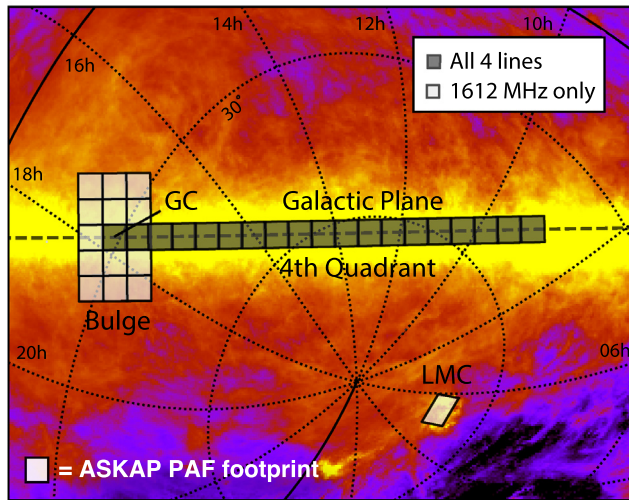 14h
12h
10h
16h
All 4 lines
1612 MHz only
30°
18h
GC
Galactic Plane
4th Quadrant
Bulge
20h
06h
LMC
= ASKAP PAF footprint